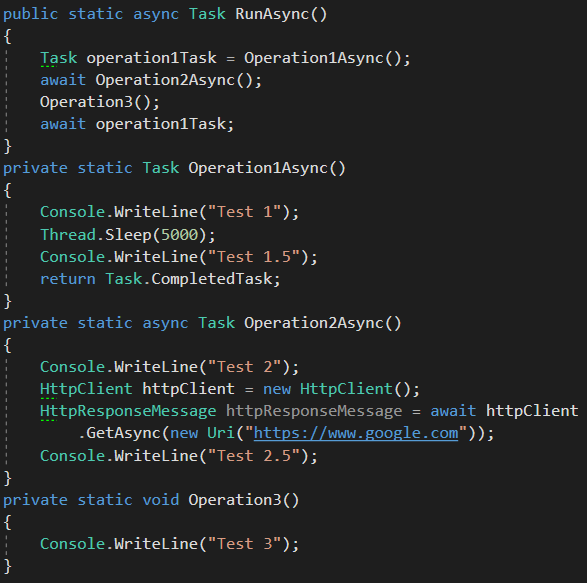 public static async Task RunAsync()
{
    Task operation1Task = Operation1Async();
    await Operation2Async();
    Operation3();
    await operation1Task;
}
private static Task Operation1Async()
{
    Console.WriteLine("Test 1");
    Thread.Sleep(5000);
    Console.WriteLine("Test 1.5");
    return Task.CompletedTask;
}
private static async Task Operation2Async()
{
    Console.WriteLine("Test 2");
    HttpClient httpClient = new HttpClient();
    HttpResponseMessage httpResponseMessage = await httpClient
        .GetAsync(new Uri("https://www.google.com"));
    Console.WriteLine("Test 2.5");
}
private static void Operation3()
{
    Console.WriteLine("Test 3");
}